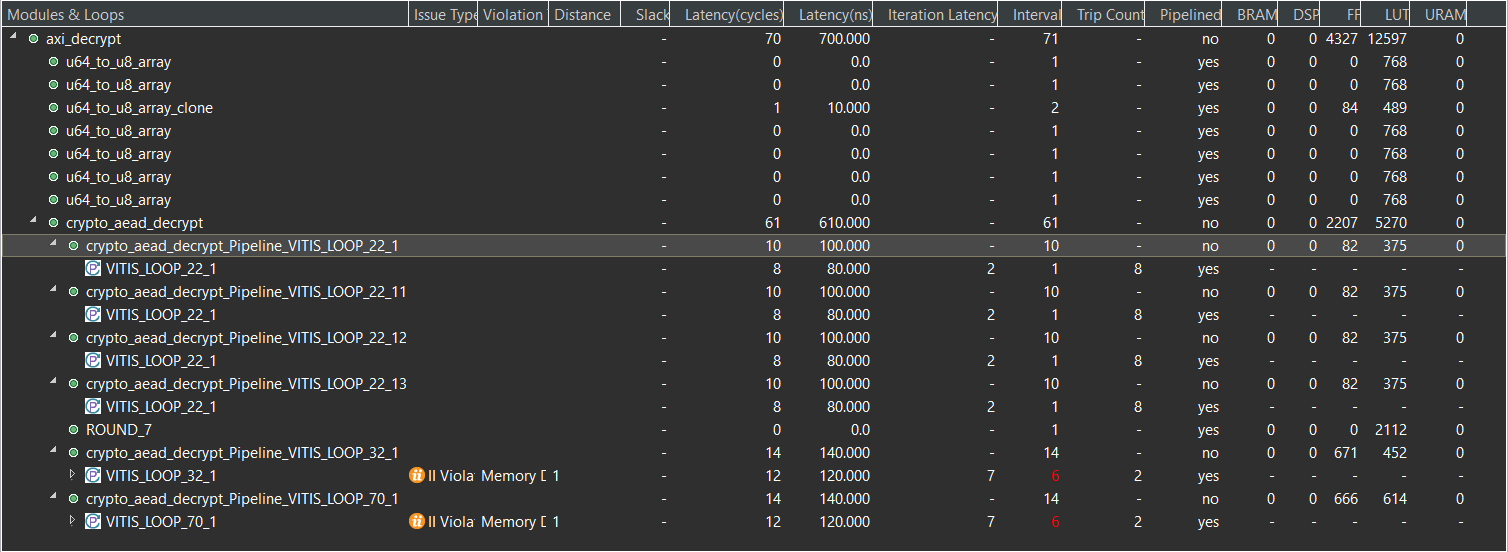 Modules & Loops Issue Type Violation Distance Slack Latency(cycles) Latency(ns) Iteration Latency Interval Trip Count Pipelined BRAM DSP FF LUT URAM
axi_decrypt - 70 700.000 - 71 - no 0 0 4327 12597 0
u64_to_u8_array - 0 0.0 - 1 - yes 0 0 0 768 0
u64_to_u8_array - 0 0.0 - 1 - yes 0 0 0 768 0
u64_to_u8_array_clone - 1 10.000 - 2 - yes 0 0 84 489 0
u64_to_u8_array - 0 0.0 - 1 - yes 0 0 0 768 0
u64_to_u8_array - 0 0.0 - 1 - yes 0 0 0 768 0
u64_to_u8_array - 0 0.0 - 1 - yes 0 0 0 768 0
u64_to_u8_array - 0 0.0 - 1 - yes 0 0 0 768 0
crypto_aead_decrypt - 61 610.000 - 61 - no 0 0 2207 5270 0
crypto_aead_decrypt_Pipeline_VITIS_LOOP_22_1 - 10 100.000 - 10 - no 0 0 82 375 0
VITIS_LOOP_22_1 - 8 80.000 2 1 8 yes - - - - -
crypto_aead_decrypt_Pipeline_VITIS_LOOP_22_11 - 10 100.000 - 10 - no 0 0 82 375 0
VITIS_LOOP_22_1 - 8 80.000 2 1 8 yes - - - - -
crypto_aead_decrypt_Pipeline_VITIS_LOOP_22_12 - 10 100.000 - 10 - no 0 0 82 375 0
VITIS_LOOP_22_1 - 8 80.000 2 1 8 yes - - - - -
crypto_aead_decrypt_Pipeline_VITIS_LOOP_22_13 - 10 100.000 - 10 - no 0 0 82 375 0
VITIS_LOOP_22_1 - 8 80.000 2 1 8 yes - - - - -
ROUND_7 - 0 0.0 - 1 - yes 0 0 0 2112 0
crypto_aead_decrypt_Pipeline_VITIS_LOOP_32_1 - 14 140.000 - 14 - no 0 0 671 452 0
VITIS_LOOP_32_1 II Viola Memory D 1 - 12 120.000 7 6 2 yes - - - - -
crypto_aead_decrypt_Pipeline_VITIS_LOOP_70_1 - 14 140.000 - 14 - no 0 0 666 614 0
VITIS_LOOP_70_1 II Viola Memory D 1 - 12 120.000 7 6 2 yes - - - - -